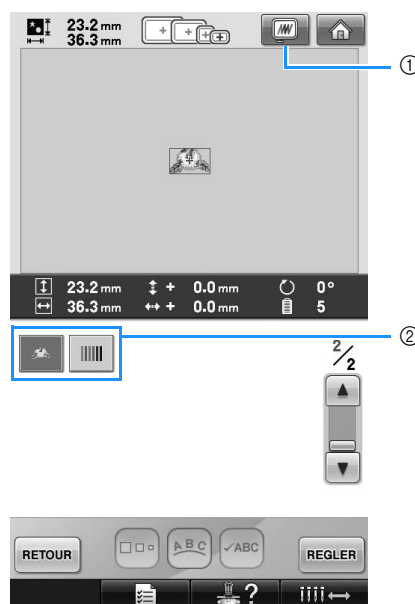 23.2 mm
36.3 mm
①
23.2 mm + 0.0 mm 0°
36.3 mm + 0.0 mm 5
②
2/2
RETOUR ABC ✓ABC REGLER
?